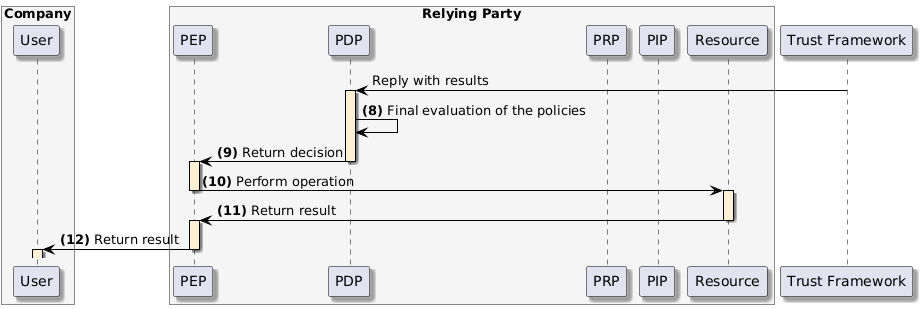 Company
Relying Party
User
PEP
PDP
PRP
PIP
Resource
Trust Framework
Reply with results
(8) Final evaluation of the policies
(9) Return decision
(10) Perform operation
(11) Return result
(12) Return result
User
PEP
PDP
PRP
PIP
Resource
Trust Framework